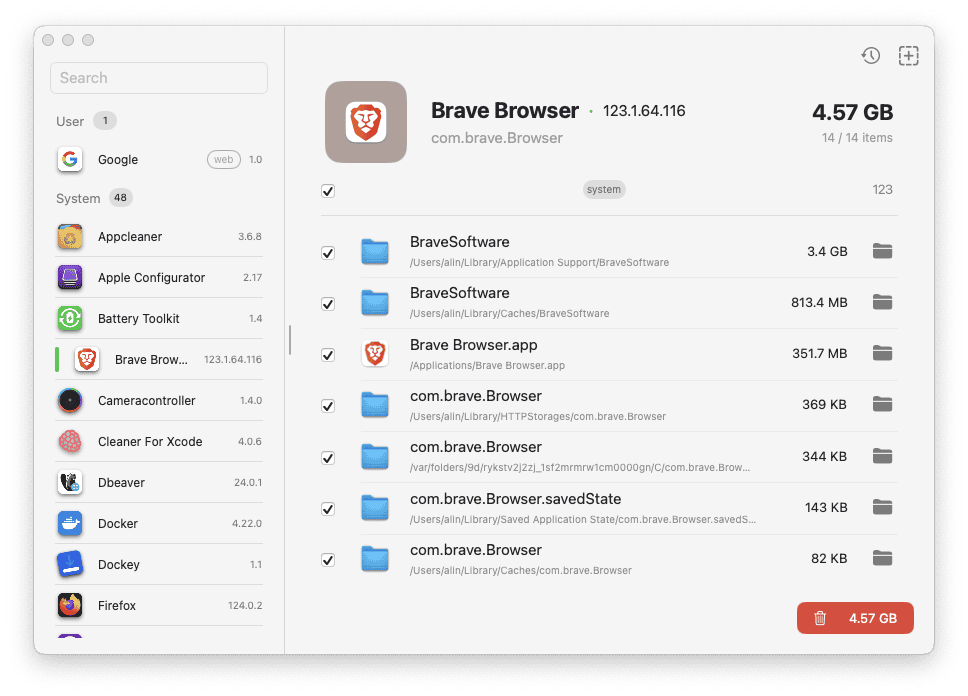 Search
User 1
Google web 1.0
System 48
Appcleaner 3.6.8
Apple Configurator 2.17
Battery Toolkit 1.4
Brave Brow... 123.1.64.116
Cameracontroller 1.4.0
Cleaner For Xcode 4.0.6
Dbeaver 24.0.1
Docker 4.22.0
Dockey 1.1
Firefox 124.0.2
Brave Browser · 123.1.64.116 4.57 GB
com.brave.Browser 14 / 14 items
system 123
BraveSoftware 3.4 GB
/Users/alin/Library/Application Support/BraveSoftware
BraveSoftware 813.4 MB
/Users/alin/Library/Caches/BraveSoftware
Brave Browser.app 351.7 MB
/Applications/Brave Browser.app
com.brave.Browser 369 KB
/Users/alin/Library/HTTPStorages/com.brave.Browser
com.brave.Browser 344 KB
/var/folders/9d/rykstv2j2zj_1sf2mrmrw1cm0000gn/C/com.brave.Brow...
com.brave.Browser.savedState 143 KB
/Users/alin/Library/Saved Application State/com.brave.Browser.savedS...
com.brave.Browser 82 KB
/Users/alin/Library/Caches/com.brave.Browser
4.57 GB